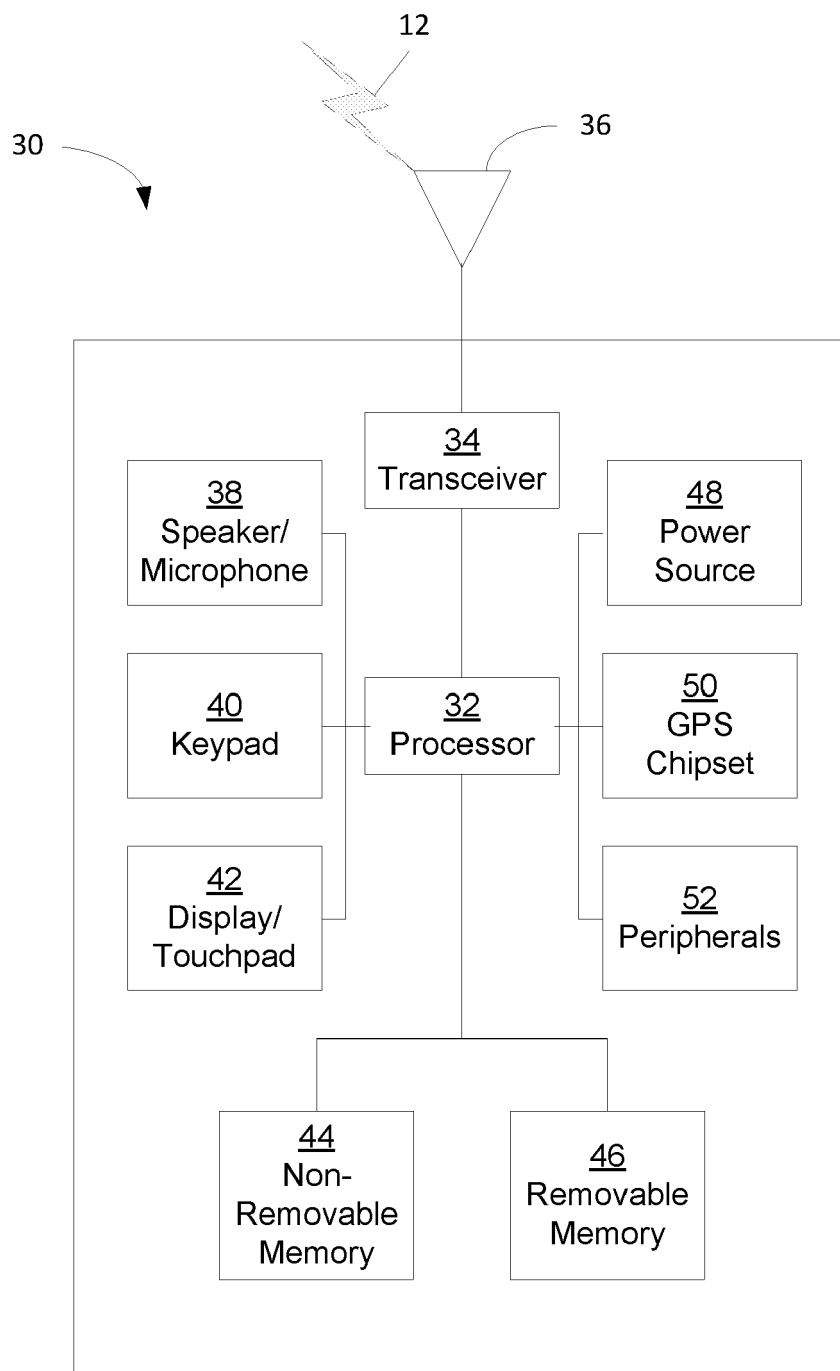 12
36
30
34
Transceiver
38
Speaker/
Microphone
48
Power
Source
40
Keypad
32
Processor
50
GPS
Chipset
42
Display/
Touchpad
52
Peripherals
44
Non-
Removable
Memory
46
Removable
Memory